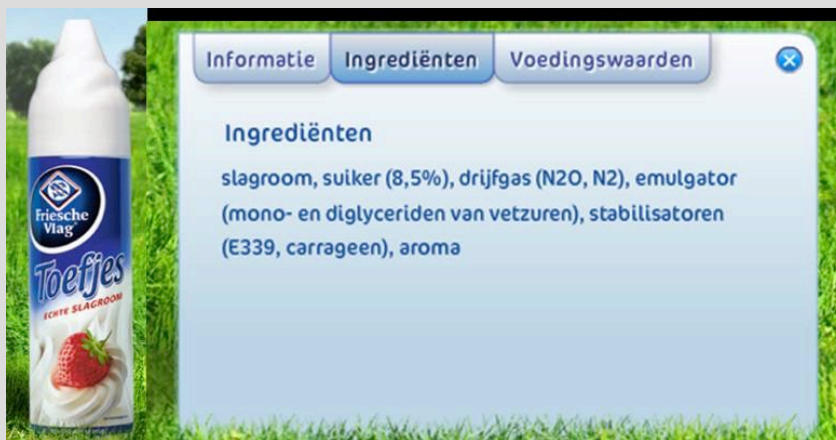 Friesche
Vlag
Toefjes
ECHTE SLAGROOM
Informatie
Ingrediënten
Voedingswaarden
Ingrediënten
slagroom, suiker (8,5%), drijfgas (N2O, N2), emulgator
(mono- en diglyceriden van vetzuren), stabilisatoren
(E339, carrageen), aroma